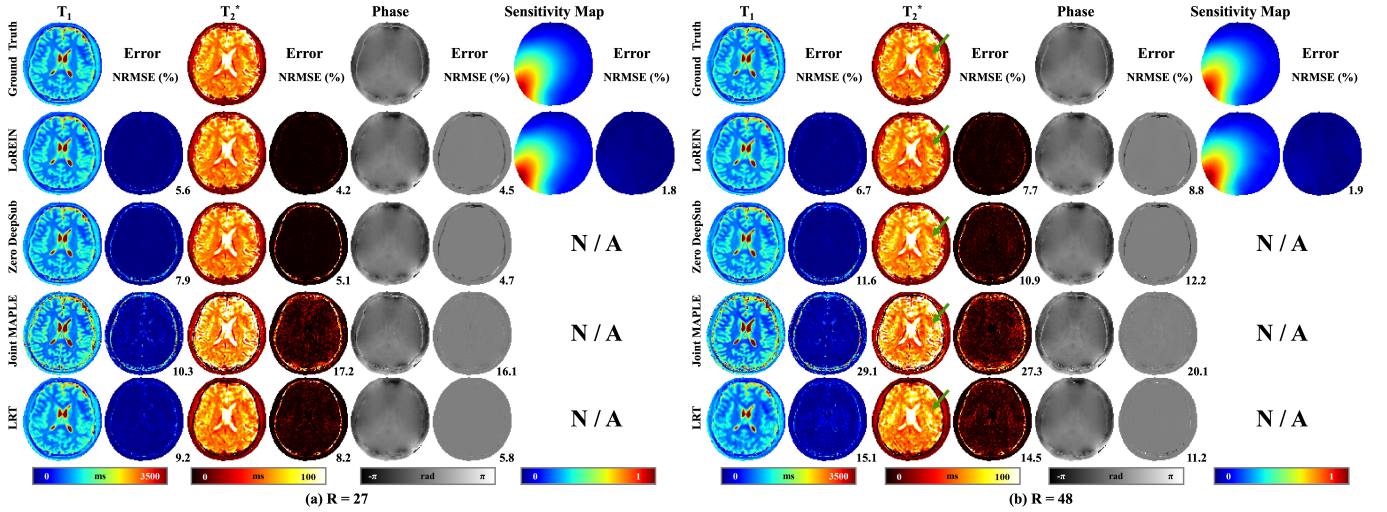 T1 T2* Phase Sensitivity Map T1 T2* Phase Sensitivity Map
Ground Truth Error Error Error Error Ground Truth Error Error Error Error
NRMSE (%) NRMSE (%) NRMSE (%) NRMSE (%) NRMSE (%) NRMSE (%) NRMSE (%) NRMSE (%)
LoREIN LoREIN
5.6 4.2 4.5 1.8 6.7 7.7 8.8 1.9
Zero DeepSub N / A Zero DeepSub N / A
7.9 5.1 4.7 11.6 10.9 12.2
Joint MAPLE N / A Joint MAPLE N / A
10.3 17.2 16.1 29.1 27.3 20.1
LRT N / A LRT N / A
9.2 8.2 5.8 15.1 14.5 11.2
0 ms 3500 0 ms 100 -π rad π 0 1 0 ms 3500 0 ms 100 -π rad π 0 1
(a) R = 27 (b) R = 48